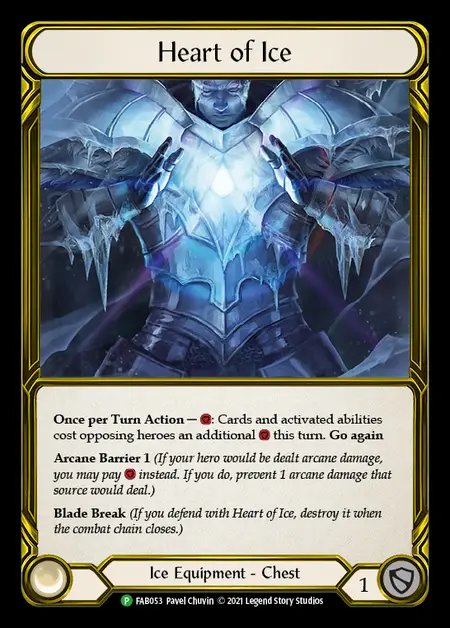 Heart of Ice
Once per Turn Action — : Cards and activated abilities
cost opposing heroes an additional this turn. Go again
Arcane Barrier 1 (If your hero would be dealt arcane damage,
you may pay instead. If you do, prevent 1 arcane damage that
source would deal.)
Blade Break (If you defend with Heart of Ice, destroy it when
the combat chain closes.)
Ice Equipment - Chest
1
P FAB053 Pavel Chuvin © 2021 Legend Story Studios